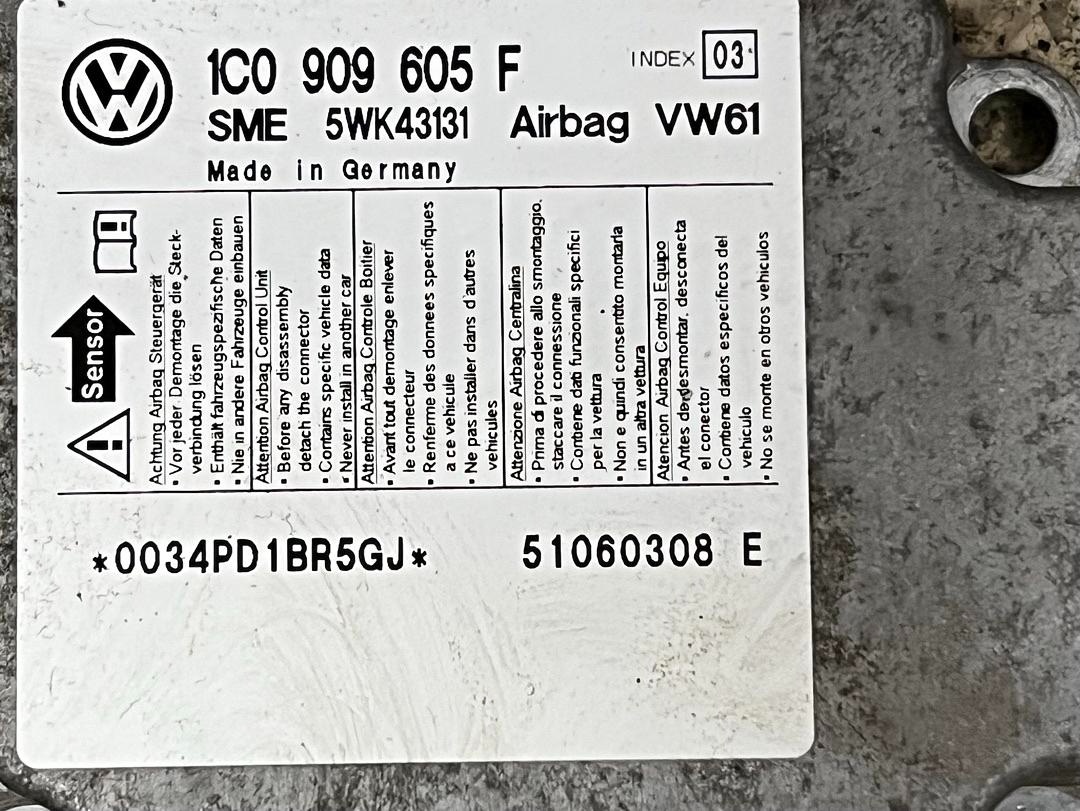 1C0 909 605 F
INDEX 03
SME 5WK43131 Airbag VW61
Made in Germany
Sensor
Achtung Airbag Steuergerät
• Vor jeder Demontage die Steck-
verbindung lösen
• Enthält fahrzeugspezifische Daten
• Nie in andere Fahrzeuge einbauen
Attention Airbag Control Unit
• Before any disassembly
detach the connector
• Contains specific vehicle data
• Never install in another car
Attention Airbag Controle Boitier
• Avant tout demontage enlever
le connecteur
• Renferme des donnees specifiques
a ce vehicule
• Ne pas installer dans d'autres
vehicules
Attenzione Airbag Centralina
• Prima di procedere allo smontaggio,
staccare il connessione
• Contiene dati funzionali specifici
per la vettura
• Non e quindi consentito montarla
in un altra vettura
Atencion Airbag Control Equipo
• Antes de desmontar, desconecta
el conector
• Contiene datos especificos del
vehiculo
• No se monte en otros vehiculos
*0034PD1BR5GJ* 51060308 E